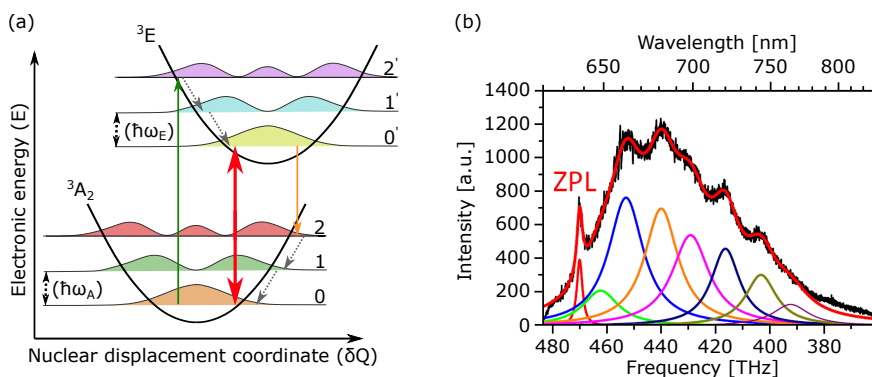 (a)
Electronic energy (E)
³E
2'
1'
(ħω_E)
0'
³A₂
2
1
(ħω_A)
0
Nuclear displacement coordinate (δQ)
(b)
Wavelength [nm]
650 700 750 800
Intensity [a.u.]
1400
1200
1000
800
600
400
200
0
ZPL
480 460 440 420 400 380
Frequency [THz]